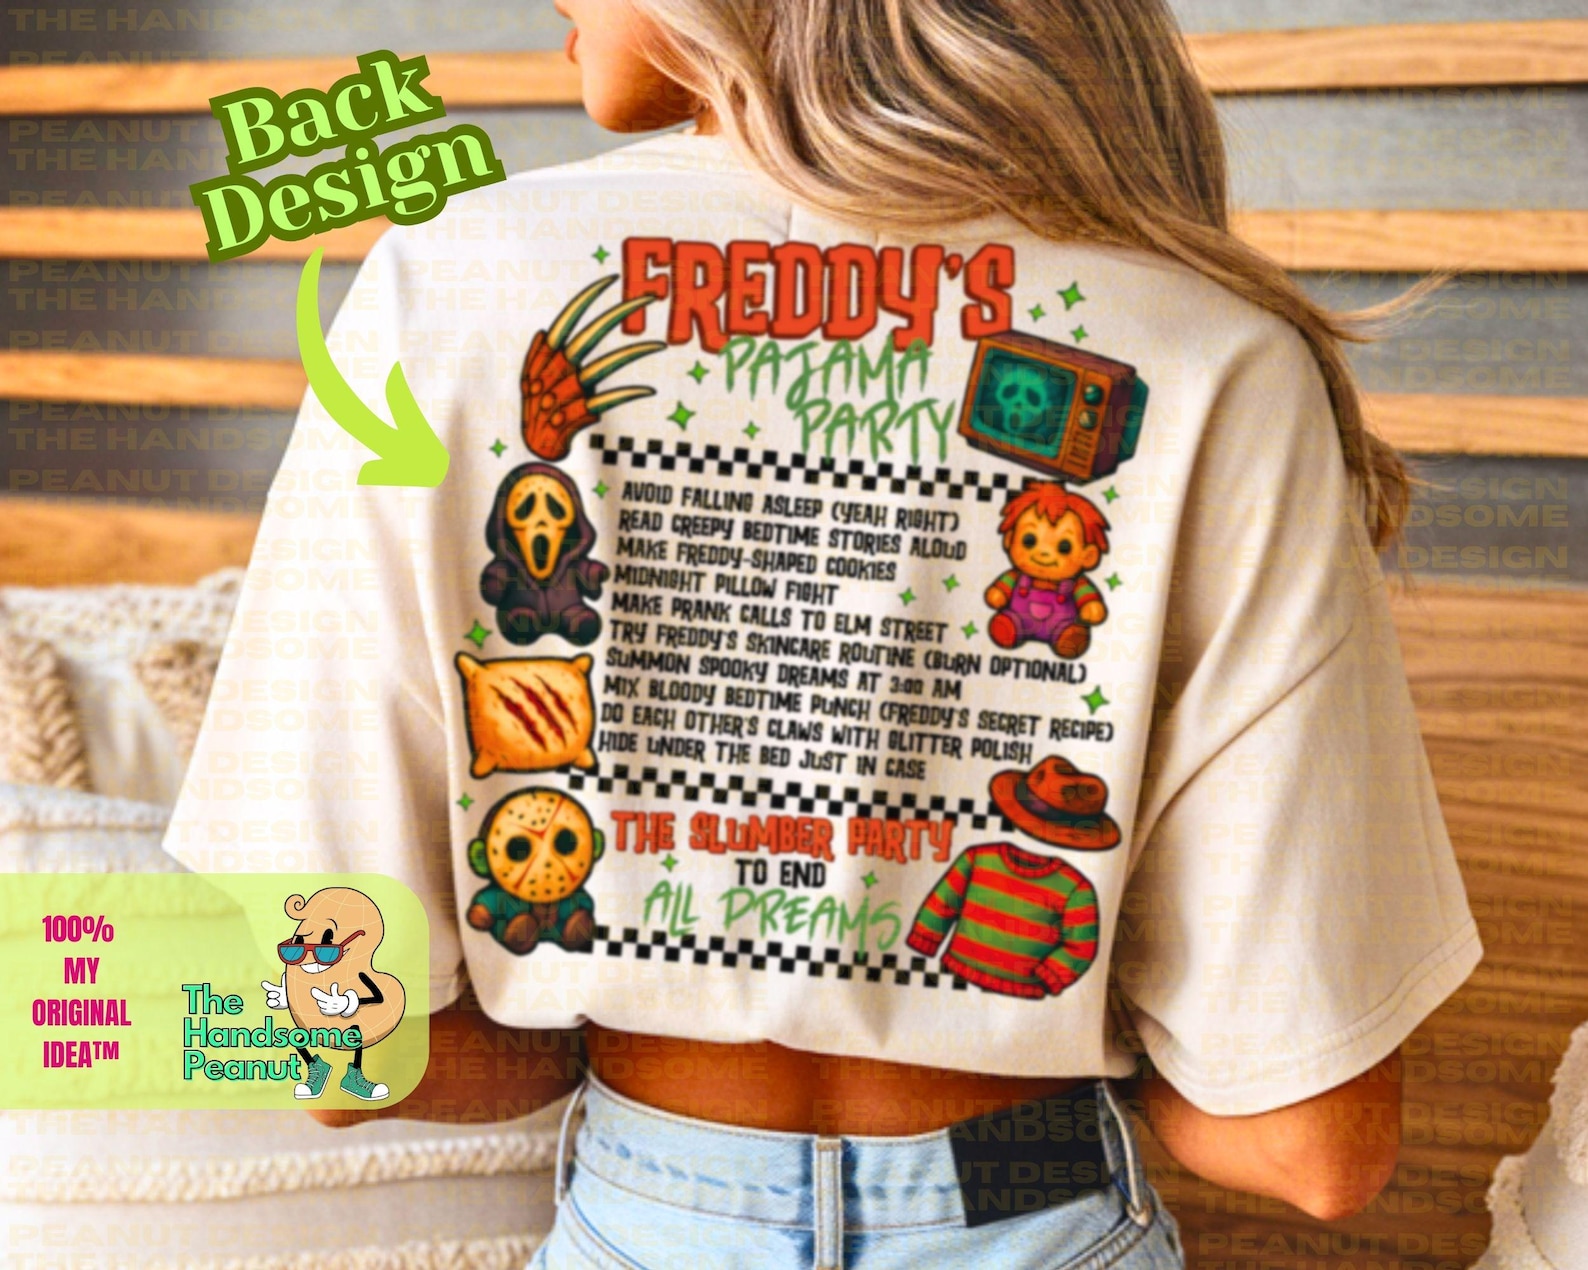 Back
Design
FREDDY'S
PAJAMA
PARTY
AVOID FALLING ASLEEP (YEAH RIGHT)
READ CREEPY BEDTIME STORIES ALOUD
MAKE FREDDY-SHAPED COOKIES
MIDNIGHT PILLOW FIGHT
MAKE PRANK CALLS TO ELM STREET
TRY FREDDY'S SKINCARE ROUTINE (BURN OPTIONAL)
SUMMON SPOOKY DREAMS AT 3:00 AM
MIX BLOODY BEDTIME PUNCH (FREDDY'S SECRET RECIPE)
DO EACH OTHER'S CLAWS WITH GLITTER POLISH
HIDE UNDER THE BED JUST IN CASE
THE SLUMBER PARTY
TO END
ALL DREAMS
100%
MY
ORIGINAL
IDEA™
The
Handsome
Peanut
THE HANDSOME
PEANUT DESIGN